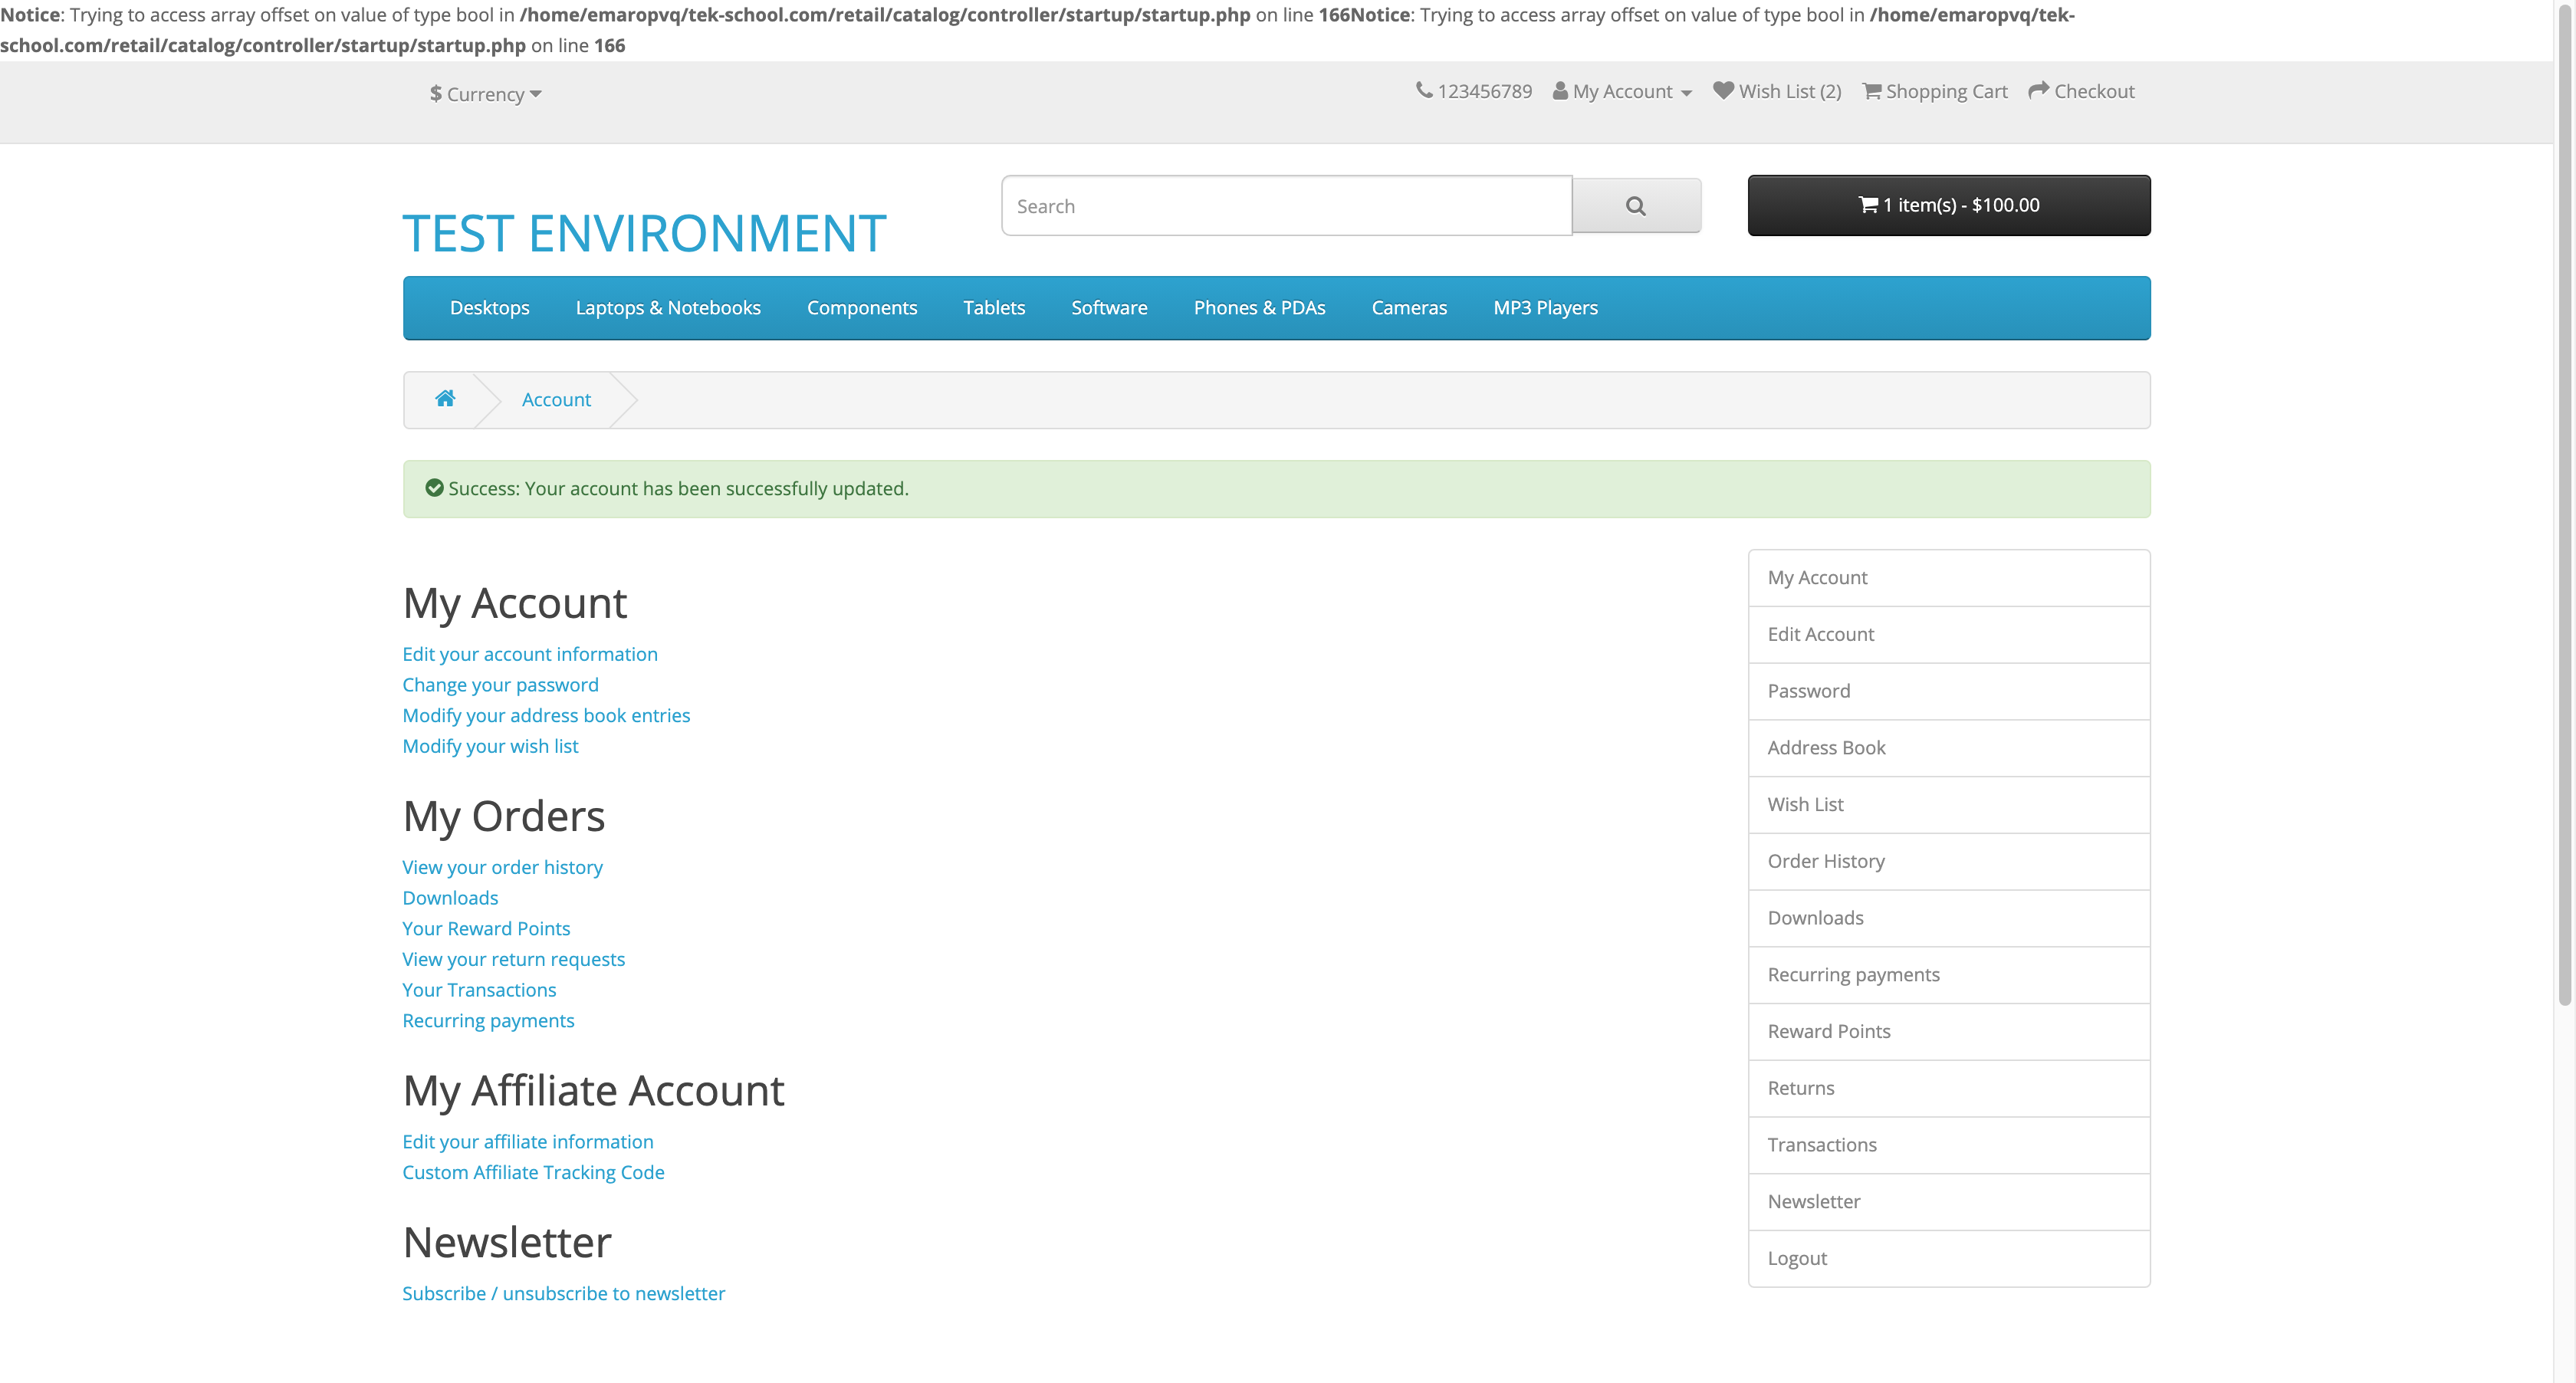 Notice: Trying to access array offset on value of type bool in /home/emaropvq/tek-school.com/retail/catalog/controller/startup/startup.php on line 166Notice: Trying to access array offset on value of type bool in /home/emaropvq/tek-
school.com/retail/catalog/controller/startup/startup.php on line 166
$ Currency
123456789 My Account Wish List (2) Shopping Cart Checkout
TEST ENVIRONMENT
Search
1 item(s) - $100.00
Desktops Laptops & Notebooks Components Tablets Software Phones & PDAs Cameras MP3 Players
Account
Success: Your account has been successfully updated.
My Account
Edit your account information
Change your password
Modify your address book entries
Modify your wish list
My Orders
View your order history
Downloads
Your Reward Points
View your return requests
Your Transactions
Recurring payments
My Affiliate Account
Edit your affiliate information
Custom Affiliate Tracking Code
Newsletter
Subscribe / unsubscribe to newsletter
My Account
Edit Account
Password
Address Book
Wish List
Order History
Downloads
Recurring payments
Reward Points
Returns
Transactions
Newsletter
Logout